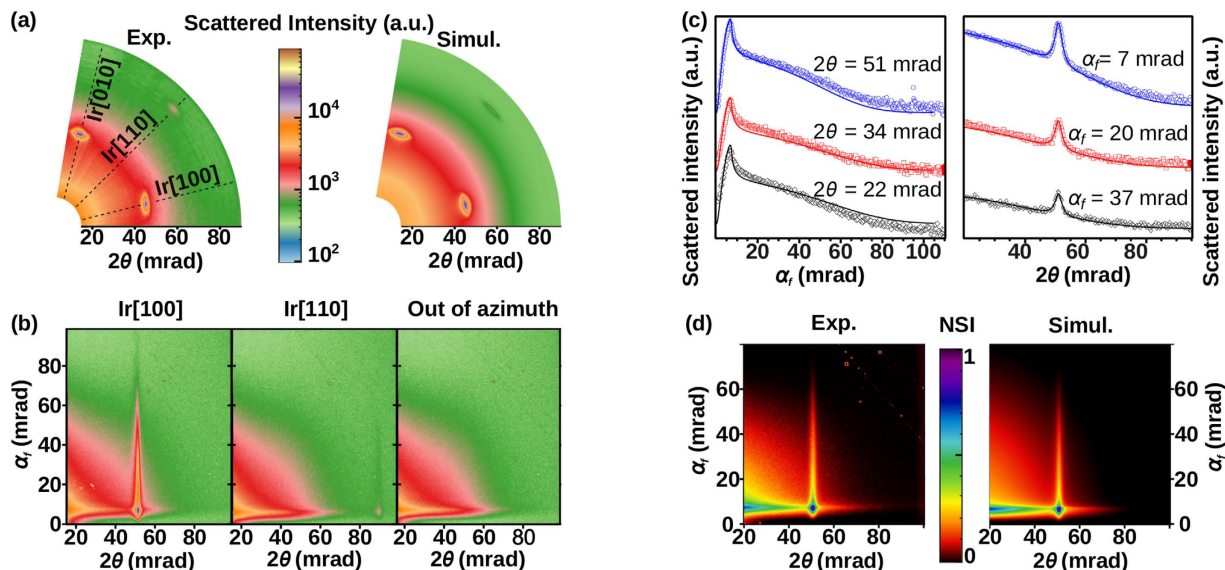 (a)
Scattered Intensity (a.u.)
Exp.
Simul.
Ir[010]
Ir[110]
Ir[100]
10⁴
10³
10²
20 40 60 80
2θ (mrad)
20 40 60 80
2θ (mrad)
(b)
Ir[100]
Ir[110]
Out of azimuth
αf (mrad)
80
60
40
20
0
20 40 60 80
2θ (mrad)
20 40 60 80
2θ (mrad)
20 40 60 80
2θ (mrad)
(c)
Scattered intensity (a.u.)
2θ = 51 mrad
2θ = 34 mrad
2θ = 22 mrad
0 20 40 60 80 100
αf (mrad)
αf= 7 mrad
αf = 20 mrad
αf = 37 mrad
40 60 80
2θ (mrad)
Scattered intensity (a.u.)
(d)
Exp.
NSI
Simul.
1
0
αf (mrad)
60
40
20
0
20 40 60 80 100
2θ (mrad)
60
40
20
0
αf (mrad)
20 40 60 80 100
2θ (mrad)